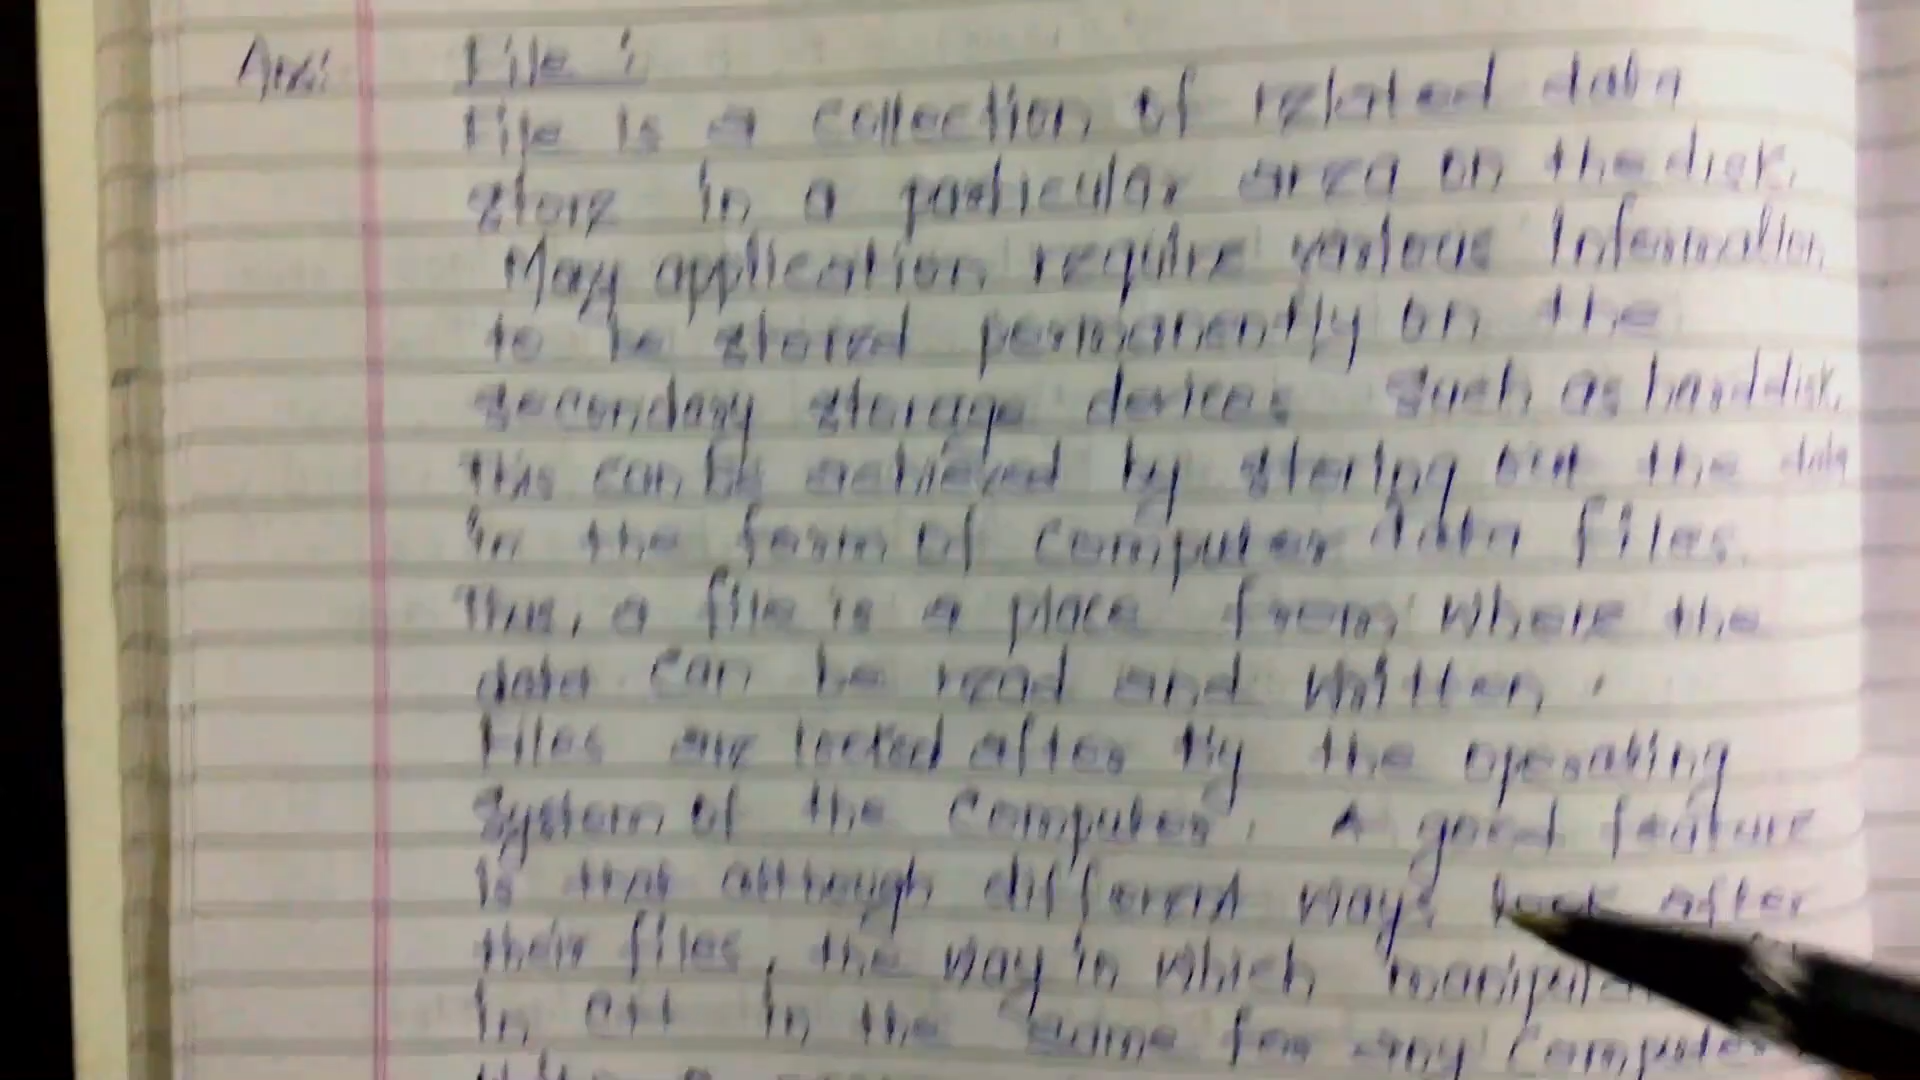 Ans:
File :
File is a collection of related data
store in a particular area on the disk.
May application require various Information
to be stored permanently on the
secondary storage devices such as harddisk.
this can be achieved by storing out the data
in the form of computer data files.
Thus, a file is a place from where the
data can be read and written.
Files are looked after by the operating
System of the computer. A good feature
is that although different ways look after
their files, the way in which
In C++ in the same for any Computer